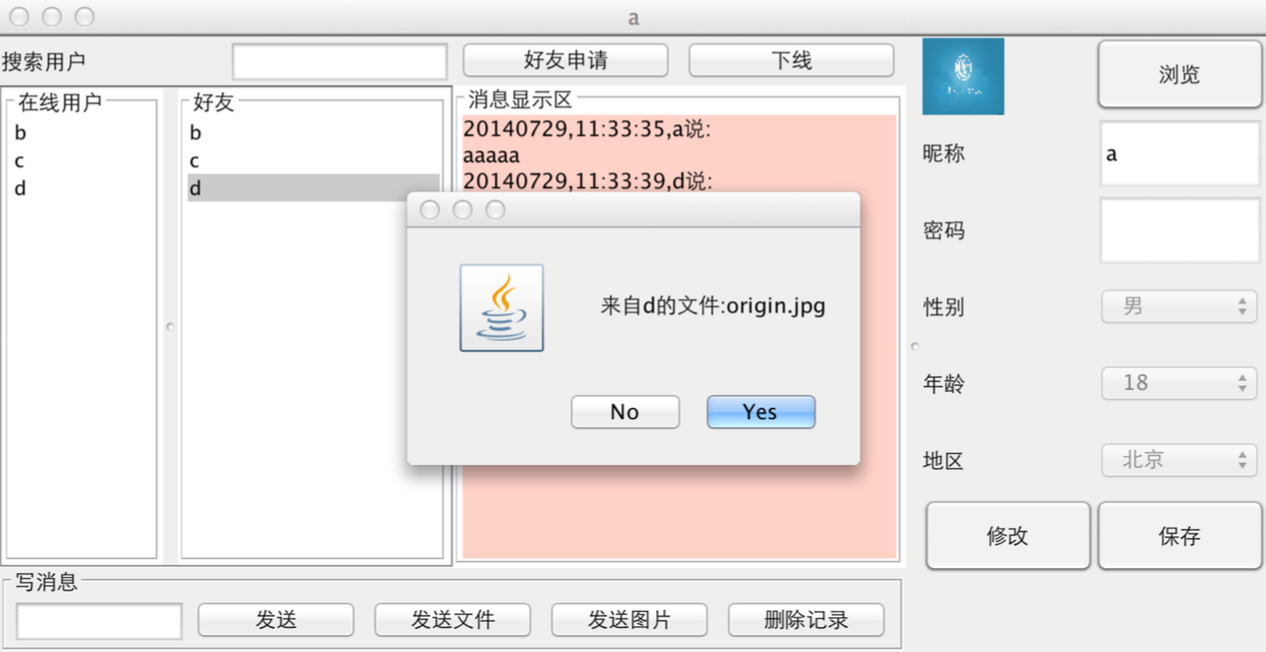 a
搜索用户
好友申请
下线
浏览
在线用户
b
c
d
好友
b
c
d
消息显示区
20140729,11:33:35,a说:
aaaaa
20140729,11:33:39,d说:
来自d的文件:origin.jpg
No
Yes
昵称
a
密码
性别
男
年龄
18
地区
北京
修改
保存
写消息
发送
发送文件
发送图片
删除记录